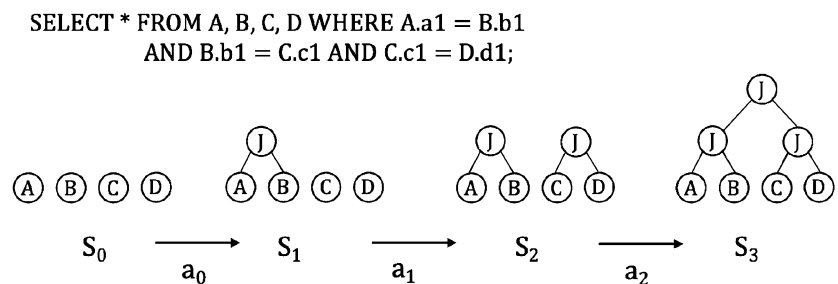 SELECT * FROM A, B, C, D WHERE A.a1 = B.b1
AND B.b1 = C.c1 AND C.c1 = D.d1;
J
J J J J J
A B C D A B C D A B C D A B C D
S₀ S₁ S₂ S₃
a₀ a₁ a₂